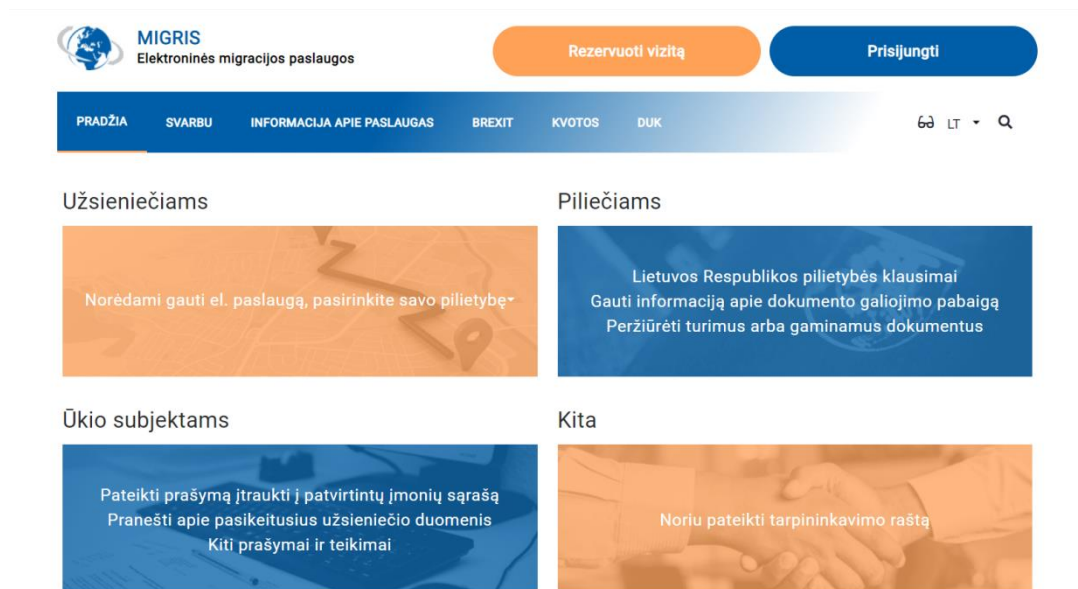 MIGRIS
Elektroninės migracijos paslaugos
Rezervuoti vizitą
Prisijungti
PRADŽIA SVARBU INFORMACIJA APIE PASLAUGAS BREXIT KVOTOS DUK LT
Užsieniečiams
Norėdami gauti el. paslaugą, pasirinkite savo pilietybę
Piliečiams
Lietuvos Respublikos pilietybės klausimai
Gauti informaciją apie dokumento galiojimo pabaigą
Peržiūrėti turimus arba gaminamus dokumentus
Ūkio subjektams
Pateikti prašymą įtraukti į patvirtintų įmonių sąrašą
Pranešti apie pasikeitusius užsieniečio duomenis
Kiti prašymai ir teikimai
Kita
Noriu pateikti tarpininkavimo raštą